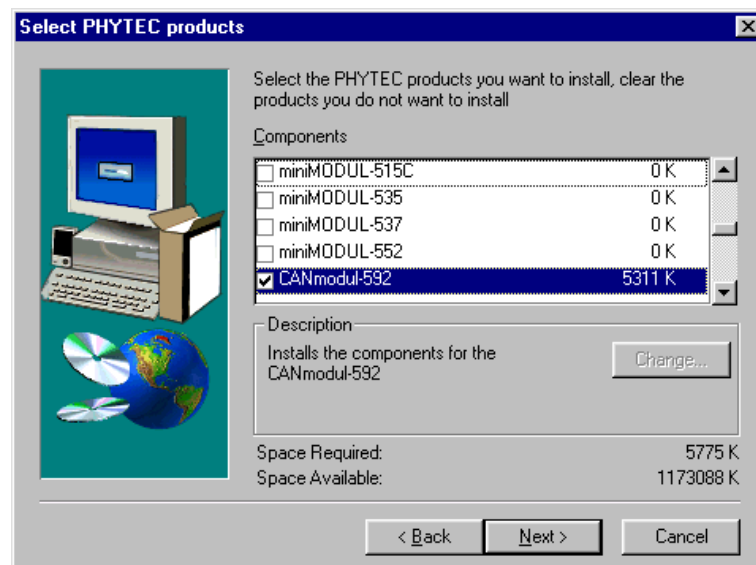 Select PHYTEC products
Select the PHYTEC products you want to install, clear the
products you do not want to install
Components
miniMODUL-515C 0 K
miniMODUL-535 0 K
miniMODUL-537 0 K
miniMODUL-552 0 K
CANmodul-592 5311 K
Description
Installs the components for the
CANmodul-592
Change...
Space Required: 5775 K
Space Available: 1173088 K
< Back Next > Cancel